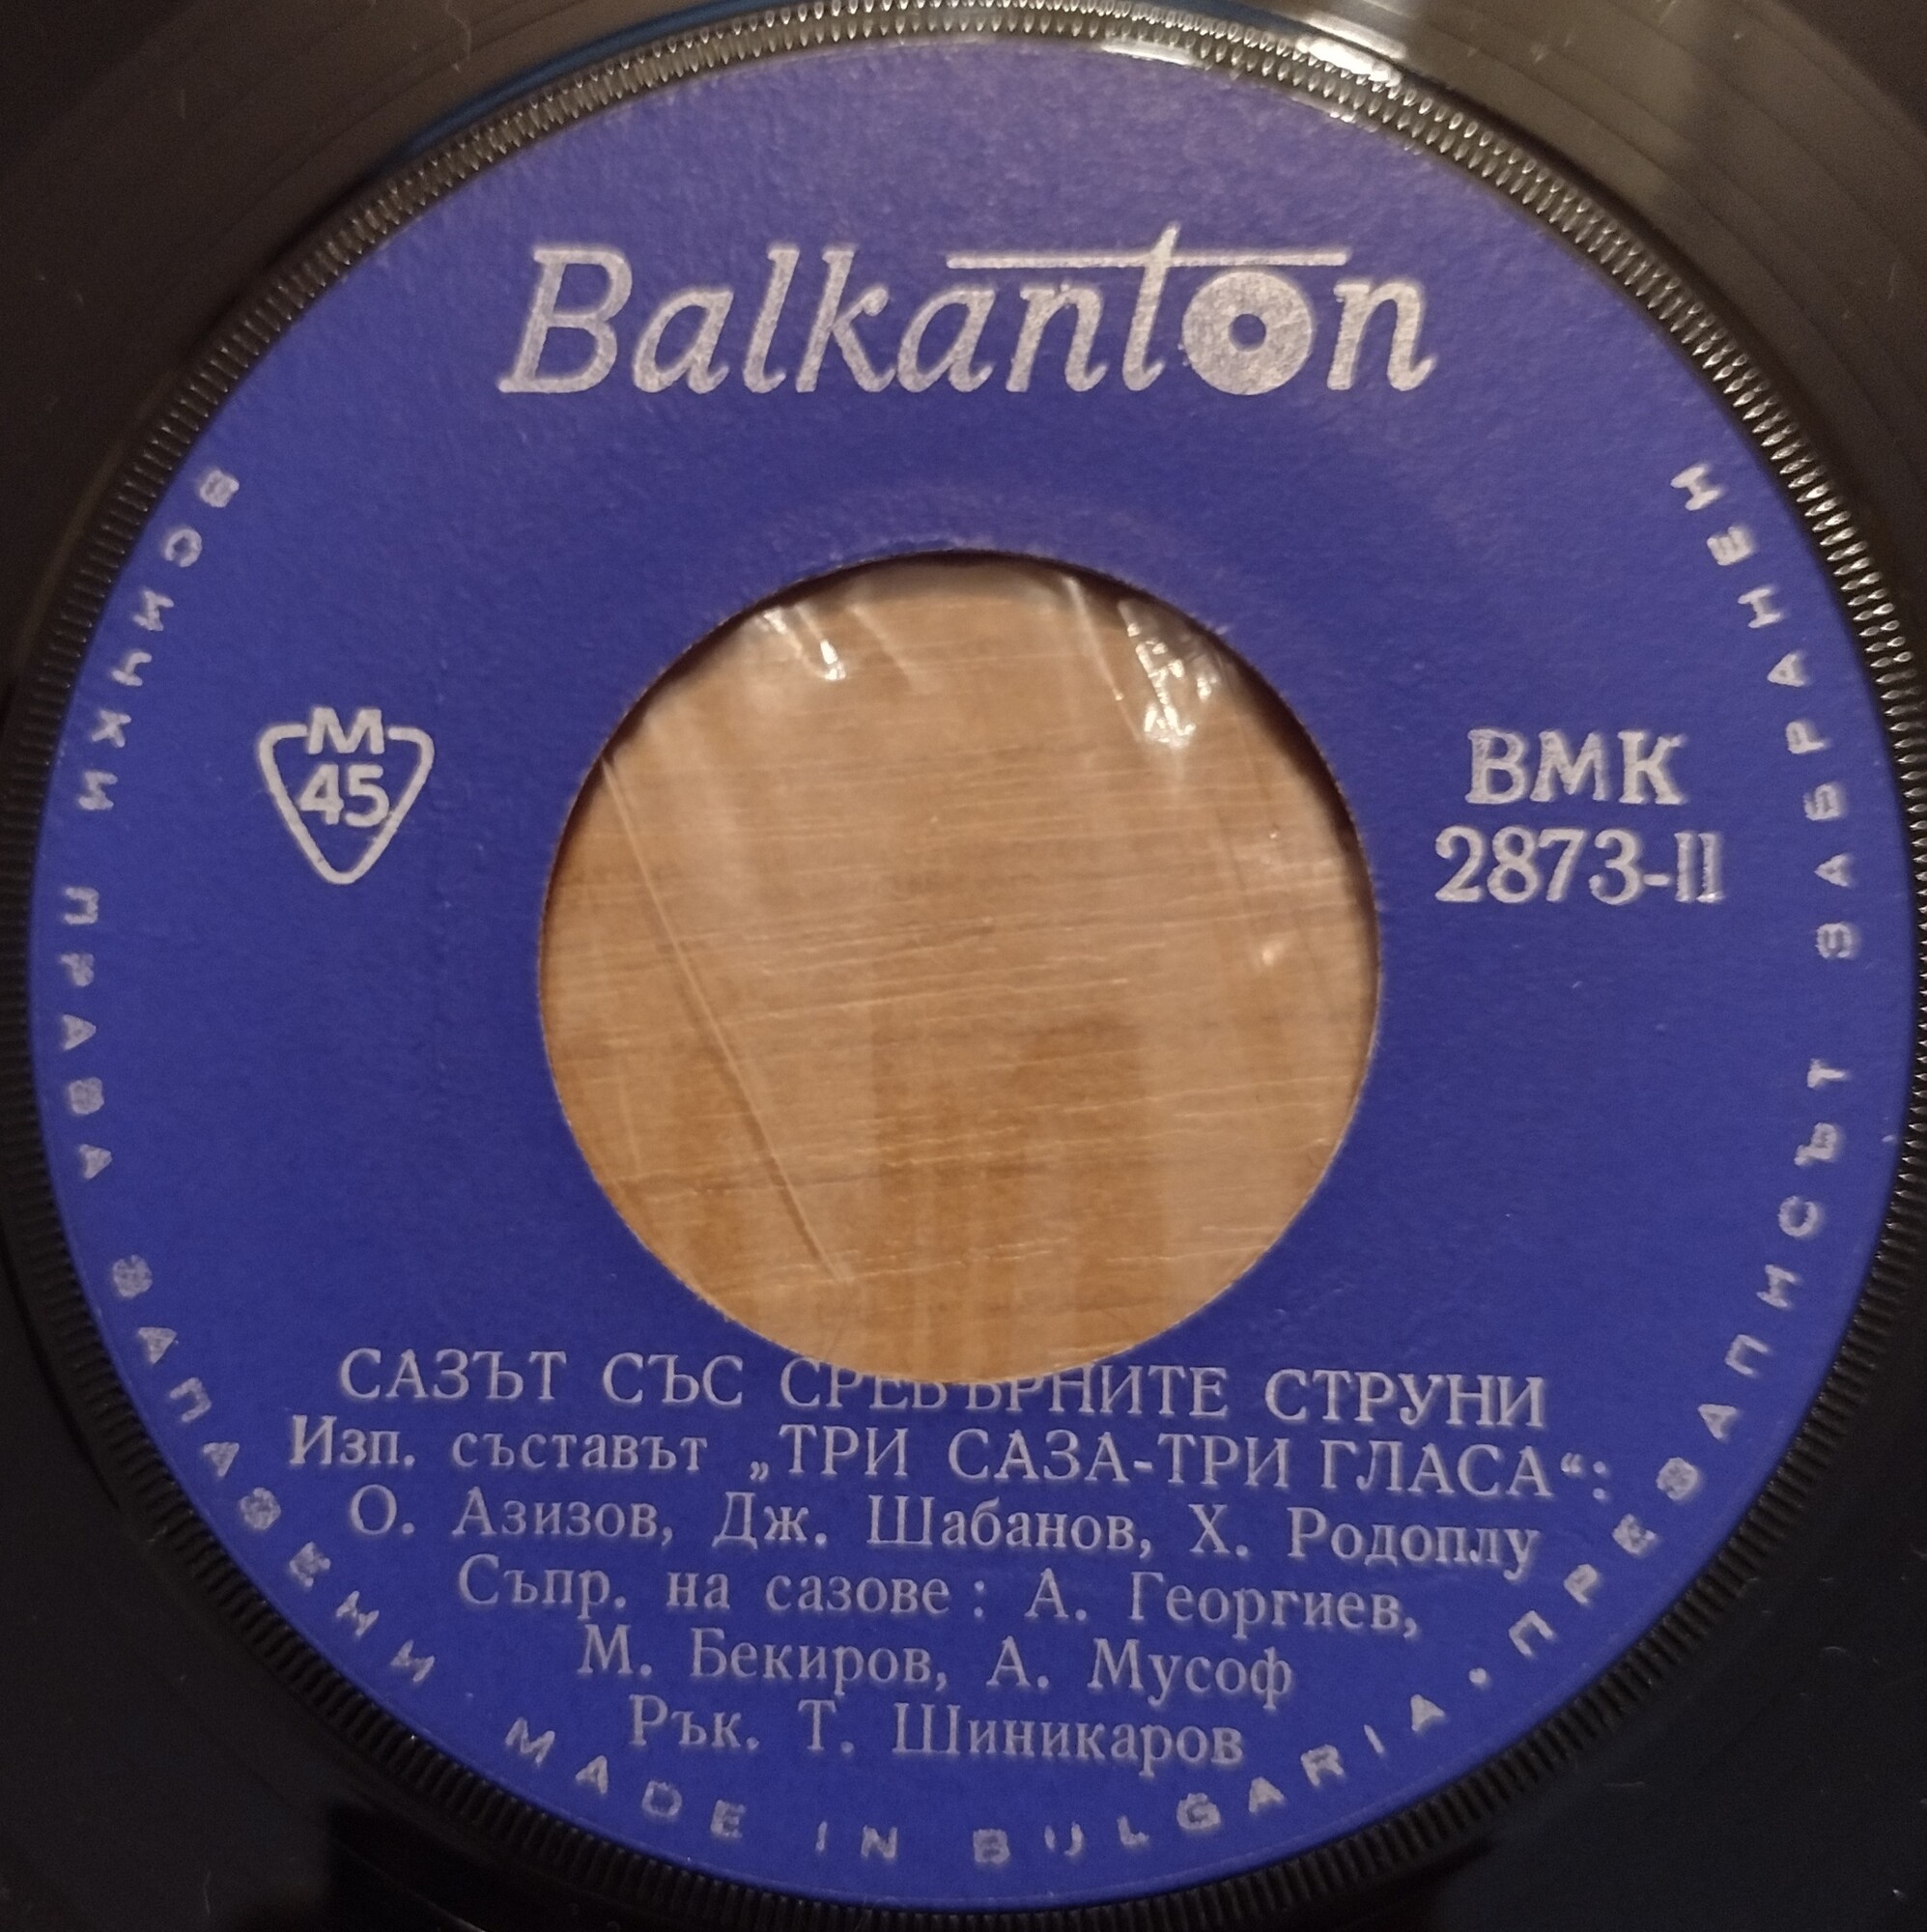 Balkanton
M
45
ВМК
2873-II
САЗЪТ СЪС СРЕБЪРНИТЕ СТРУНИ
Изп. съставът „ТРИ САЗА-ТРИ ГЛАСА“:
О. Азизов, Дж. Шабанов, Х. Родоплу
Съпр. на сазове: А. Георгиев,
М. Бекиров, А. Мусоф
Рък. Т. Шиникаров
ВСИЧКИ ПРАВА ЗАПАЗЕНИ · MADE IN BULGARIA · ПРЕЗАПИСЪТ ЗАБРАНЕН